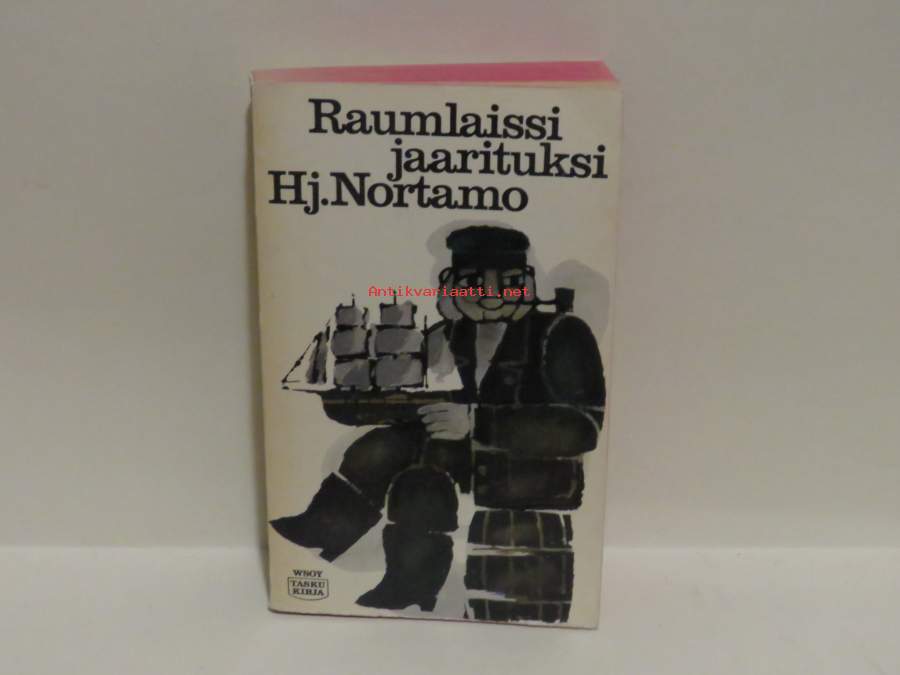 Raumlaissi
jaarituksi
Hj.Nortamo
Antikvariaatti.net
WSOY
TASKU
KIRJA